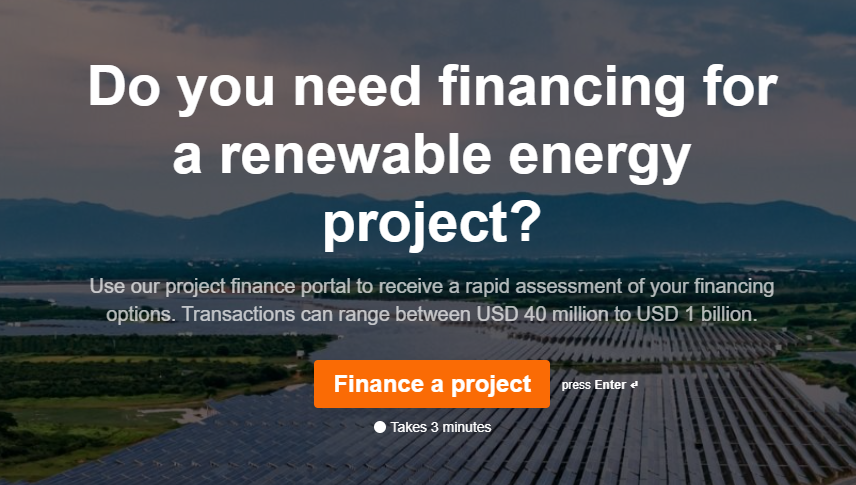 Do you need financing for
a renewable energy
project?
Use our project finance portal to receive a rapid assessment of your financing
options. Transactions can range between USD 40 million to USD 1 billion.
Finance a project
press Enter ↵
Takes 3 minutes